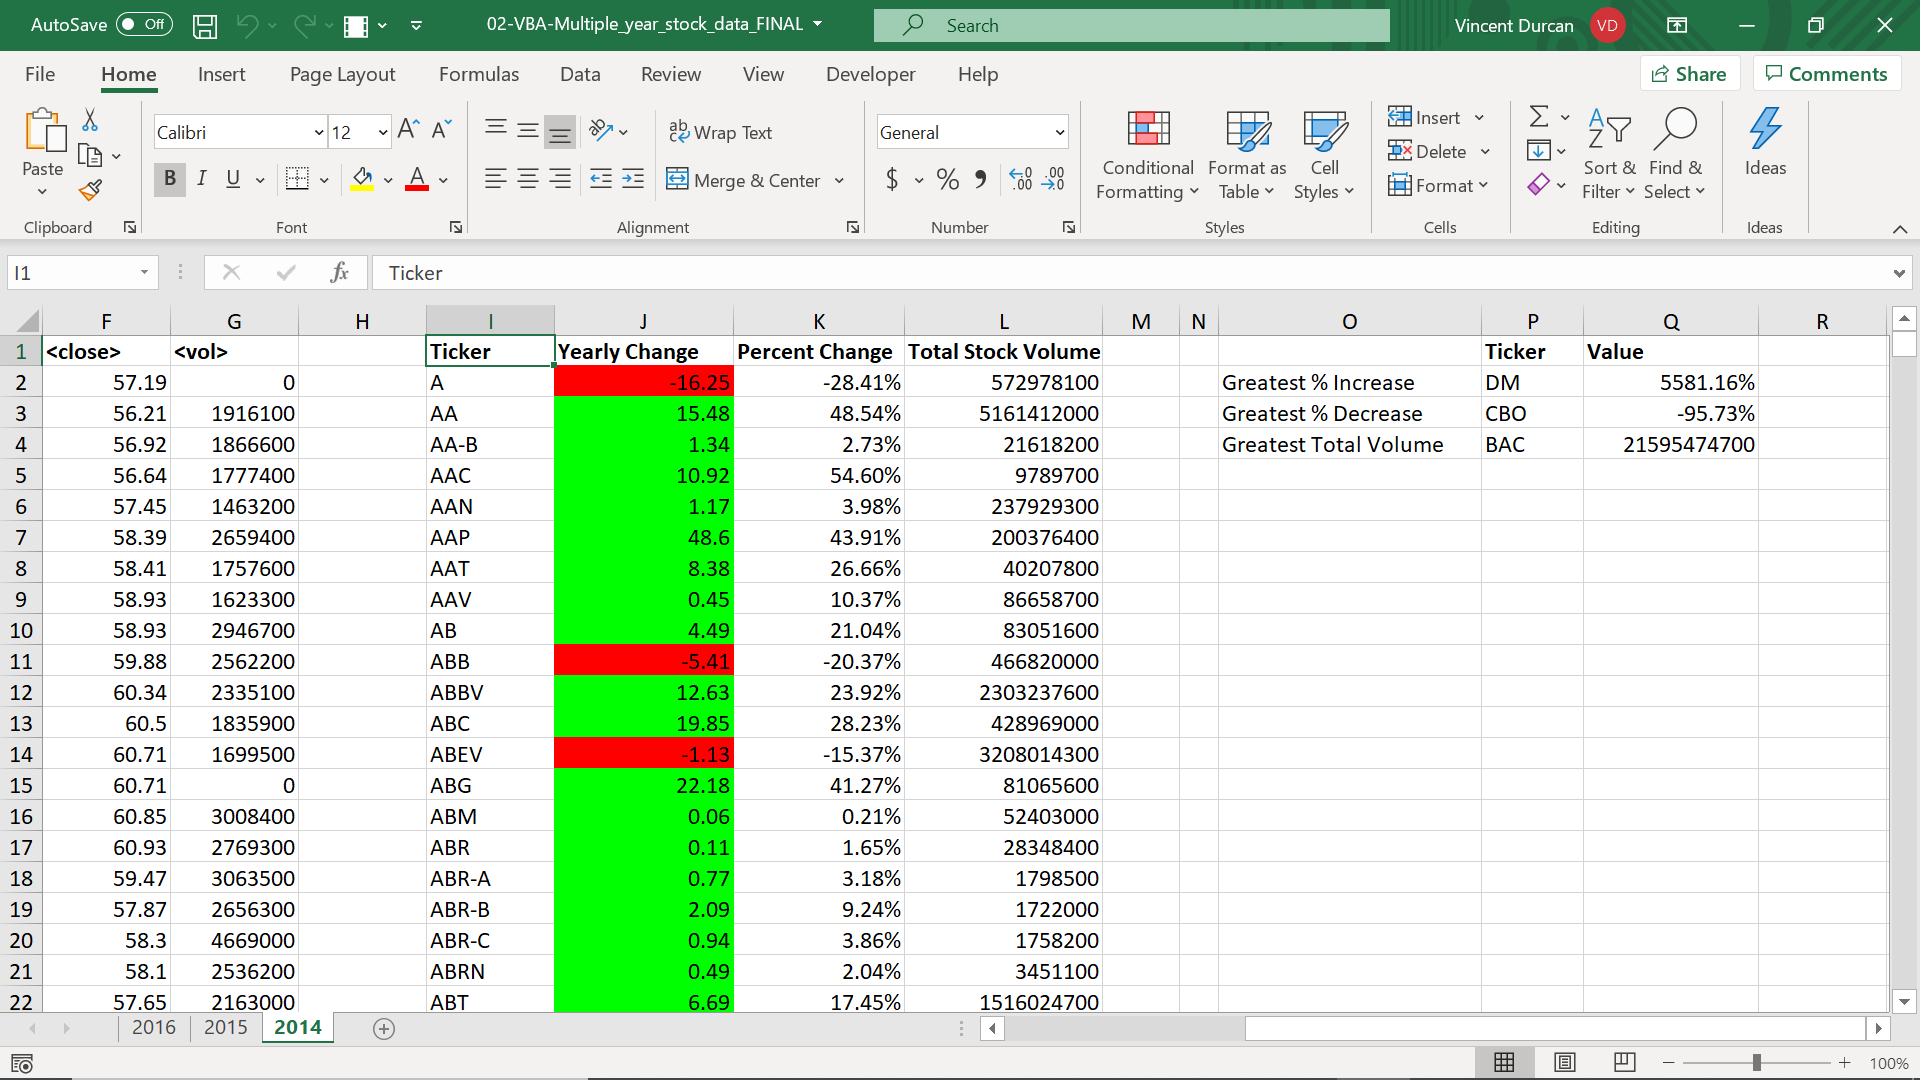 AutoSave Off 02-VBA-Multiple_year_stock_data_FINAL Search Vincent Durcan VD
File Home Insert Page Layout Formulas Data Review View Developer Help Share Comments
Paste
Clipboard
Calibri 12
B I U A
Font
ab Wrap Text
Merge & Center
Alignment
General
$ % , .00 .00
Number
Conditional Formatting
Format as Table
Cell Styles
Styles
Insert
Delete
Format
Cells
Sort & Filter
Find & Select
Editing
Ideas
Ideas
I1 fx Ticker
F G H I J K L M N O P Q R
1 <close> <vol> Ticker Yearly Change Percent Change Total Stock Volume Ticker Value
2 57.19 0 A -16.25 -28.41% 572978100 Greatest % Increase DM 5581.16%
3 56.21 1916100 AA 15.48 48.54% 5161412000 Greatest % Decrease CBO -95.73%
4 56.92 1866600 AA-B 1.34 2.73% 21618200 Greatest Total Volume BAC 21595474700
5 56.64 1777400 AAC 10.92 54.60% 9789700
6 57.45 1463200 AAN 1.17 3.98% 237929300
7 58.39 2659400 AAP 48.6 43.91% 200376400
8 58.41 1757600 AAT 8.38 26.66% 40207800
9 58.93 1623300 AAV 0.45 10.37% 86658700
10 58.93 2946700 AB 4.49 21.04% 83051600
11 59.88 2562200 ABB -5.41 -20.37% 466820000
12 60.34 2335100 ABBV 12.63 23.92% 2303237600
13 60.5 1835900 ABC 19.85 28.23% 428969000
14 60.71 1699500 ABEV -1.13 -15.37% 3208014300
15 60.71 0 ABG 22.18 41.27% 81065600
16 60.85 3008400 ABM 0.06 0.21% 52403000
17 60.93 2769300 ABR 0.11 1.65% 28348400
18 59.47 3063500 ABR-A 0.77 3.18% 1798500
19 57.87 2656300 ABR-B 2.09 9.24% 1722000
20 58.3 4669000 ABR-C 0.94 3.86% 1758200
21 58.1 2536200 ABRN 0.49 2.04% 3451100
22 57.65 2163000 ABT 6.69 17.45% 1516024700
2016 2015 2014
100%